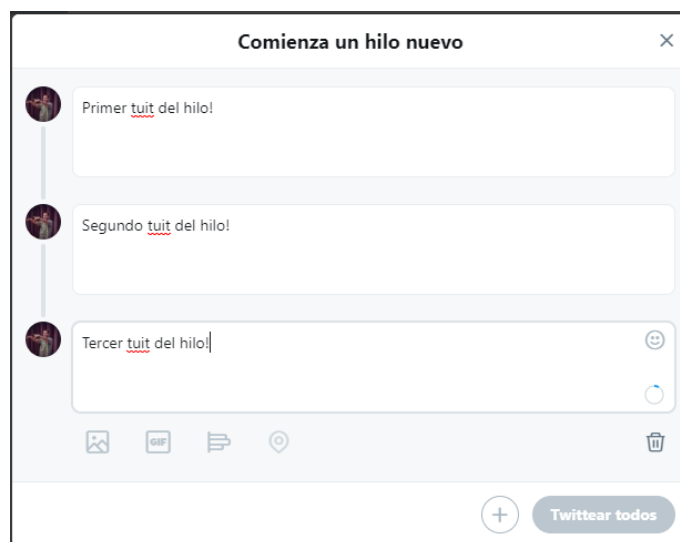 Comienza un hilo nuevo
Primer tuit del hilo!
Segundo tuit del hilo!
Tercer tuit del hilo!
GIF
Twittear todos